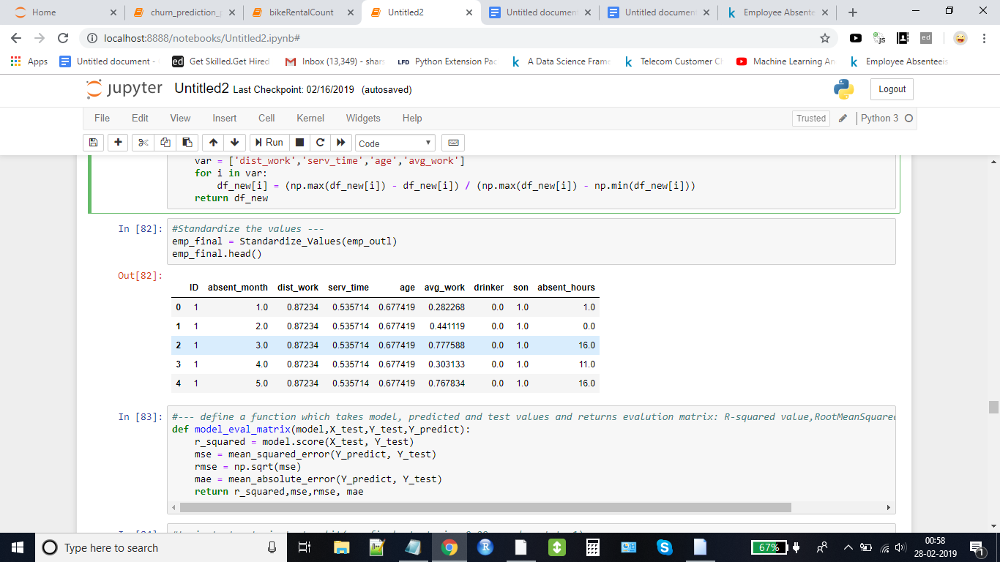 Home
churn_prediction_
bikeRentalCount
Untitled2
Untitled documen
Untitled documen
Employee Absente
localhost:8888/notebooks/Untitled2.ipynb#
Apps
Untitled document -
Get Skilled.Get Hired
Inbox (13,349) - shars
Python Extension Pac
A Data Science Frame
Telecom Customer C
Machine Learning An
Employee Absenteeis
jupyter Untitled2 Last Checkpoint: 02/16/2019 (autosaved)
Logout
File Edit View Insert Cell Kernel Widgets Help
Trusted Python 3 O
Run Code
var = ['dist_work','serv_time','age','avg_work']
for i in var:
df_new[i] = (np.max(df_new[i]) - df_new[i]) / (np.max(df_new[i]) - np.min(df_new[i]))
return df_new
In [82]:
#Standardize the values ---
emp_final = Standardize_Values(emp_outl)
emp_final.head()
Out[82]:
ID absent_month dist_work serv_time age avg_work drinker son absent_hours
0 1 1.0 0.87234 0.535714 0.677419 0.282268 0.0 1.0 1.0
1 1 2.0 0.87234 0.535714 0.677419 0.441119 0.0 1.0 0.0
2 1 3.0 0.87234 0.535714 0.677419 0.777588 0.0 1.0 16.0
3 1 4.0 0.87234 0.535714 0.677419 0.303133 0.0 1.0 11.0
4 1 5.0 0.87234 0.535714 0.677419 0.767834 0.0 1.0 16.0
In [83]:
#--- define a function which takes model, predicted and test values and returns evalution matrix: R-squared value,RootMeanSquared
def model_eval_matrix(model,X_test,Y_test,Y_predict):
r_squared = model.score(X_test, Y_test)
mse = mean_squared_error(Y_predict, Y_test)
rmse = np.sqrt(mse)
mae = mean_absolute_error(Y_predict, Y_test)
return r_squared,mse,rmse, mae
Type here to search
67%
00:58
28-02-2019